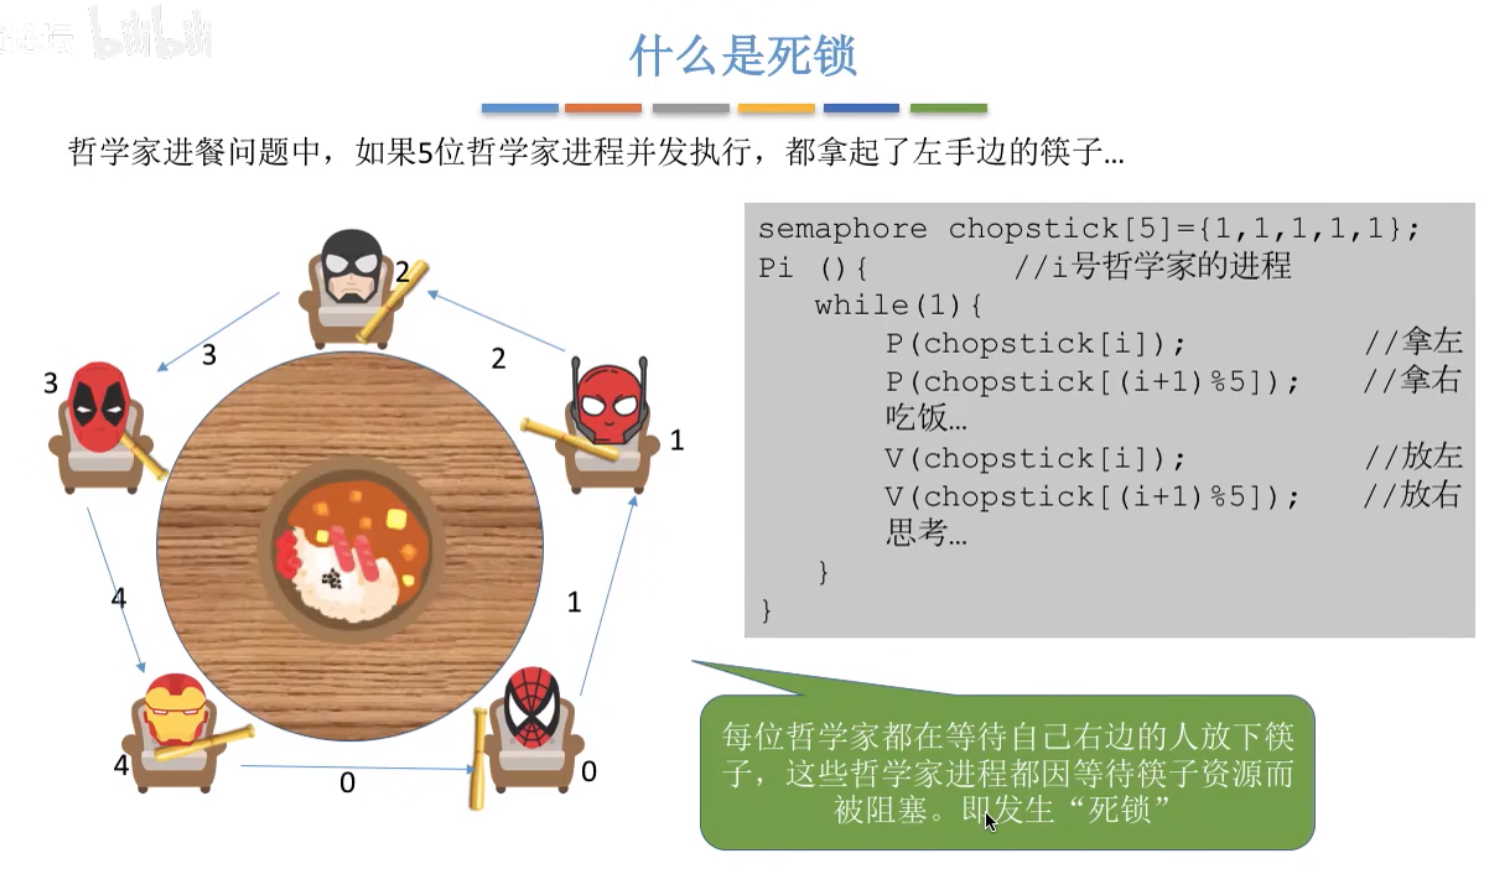 bilibili
什么是死锁
哲学家进餐问题中，如果5位哲学家进程并发执行，都拿起了左手边的筷子...
semaphore chopstick[5]={1,1,1,1,1};
Pi (){ //i号哲学家的进程
while(1){
P(chopstick[i]); //拿左
P(chopstick[(i+1)%5]); //拿右
吃饭...
V(chopstick[i]); //放左
V(chopstick[(i+1)%5]); //放右
思考...
}
}
2
3
2
3
1
4
1
4
0
0
每位哲学家都在等待自己右边的人放下筷
子，这些哲学家进程都因等待筷子资源而
被阻塞。即发生“死锁”